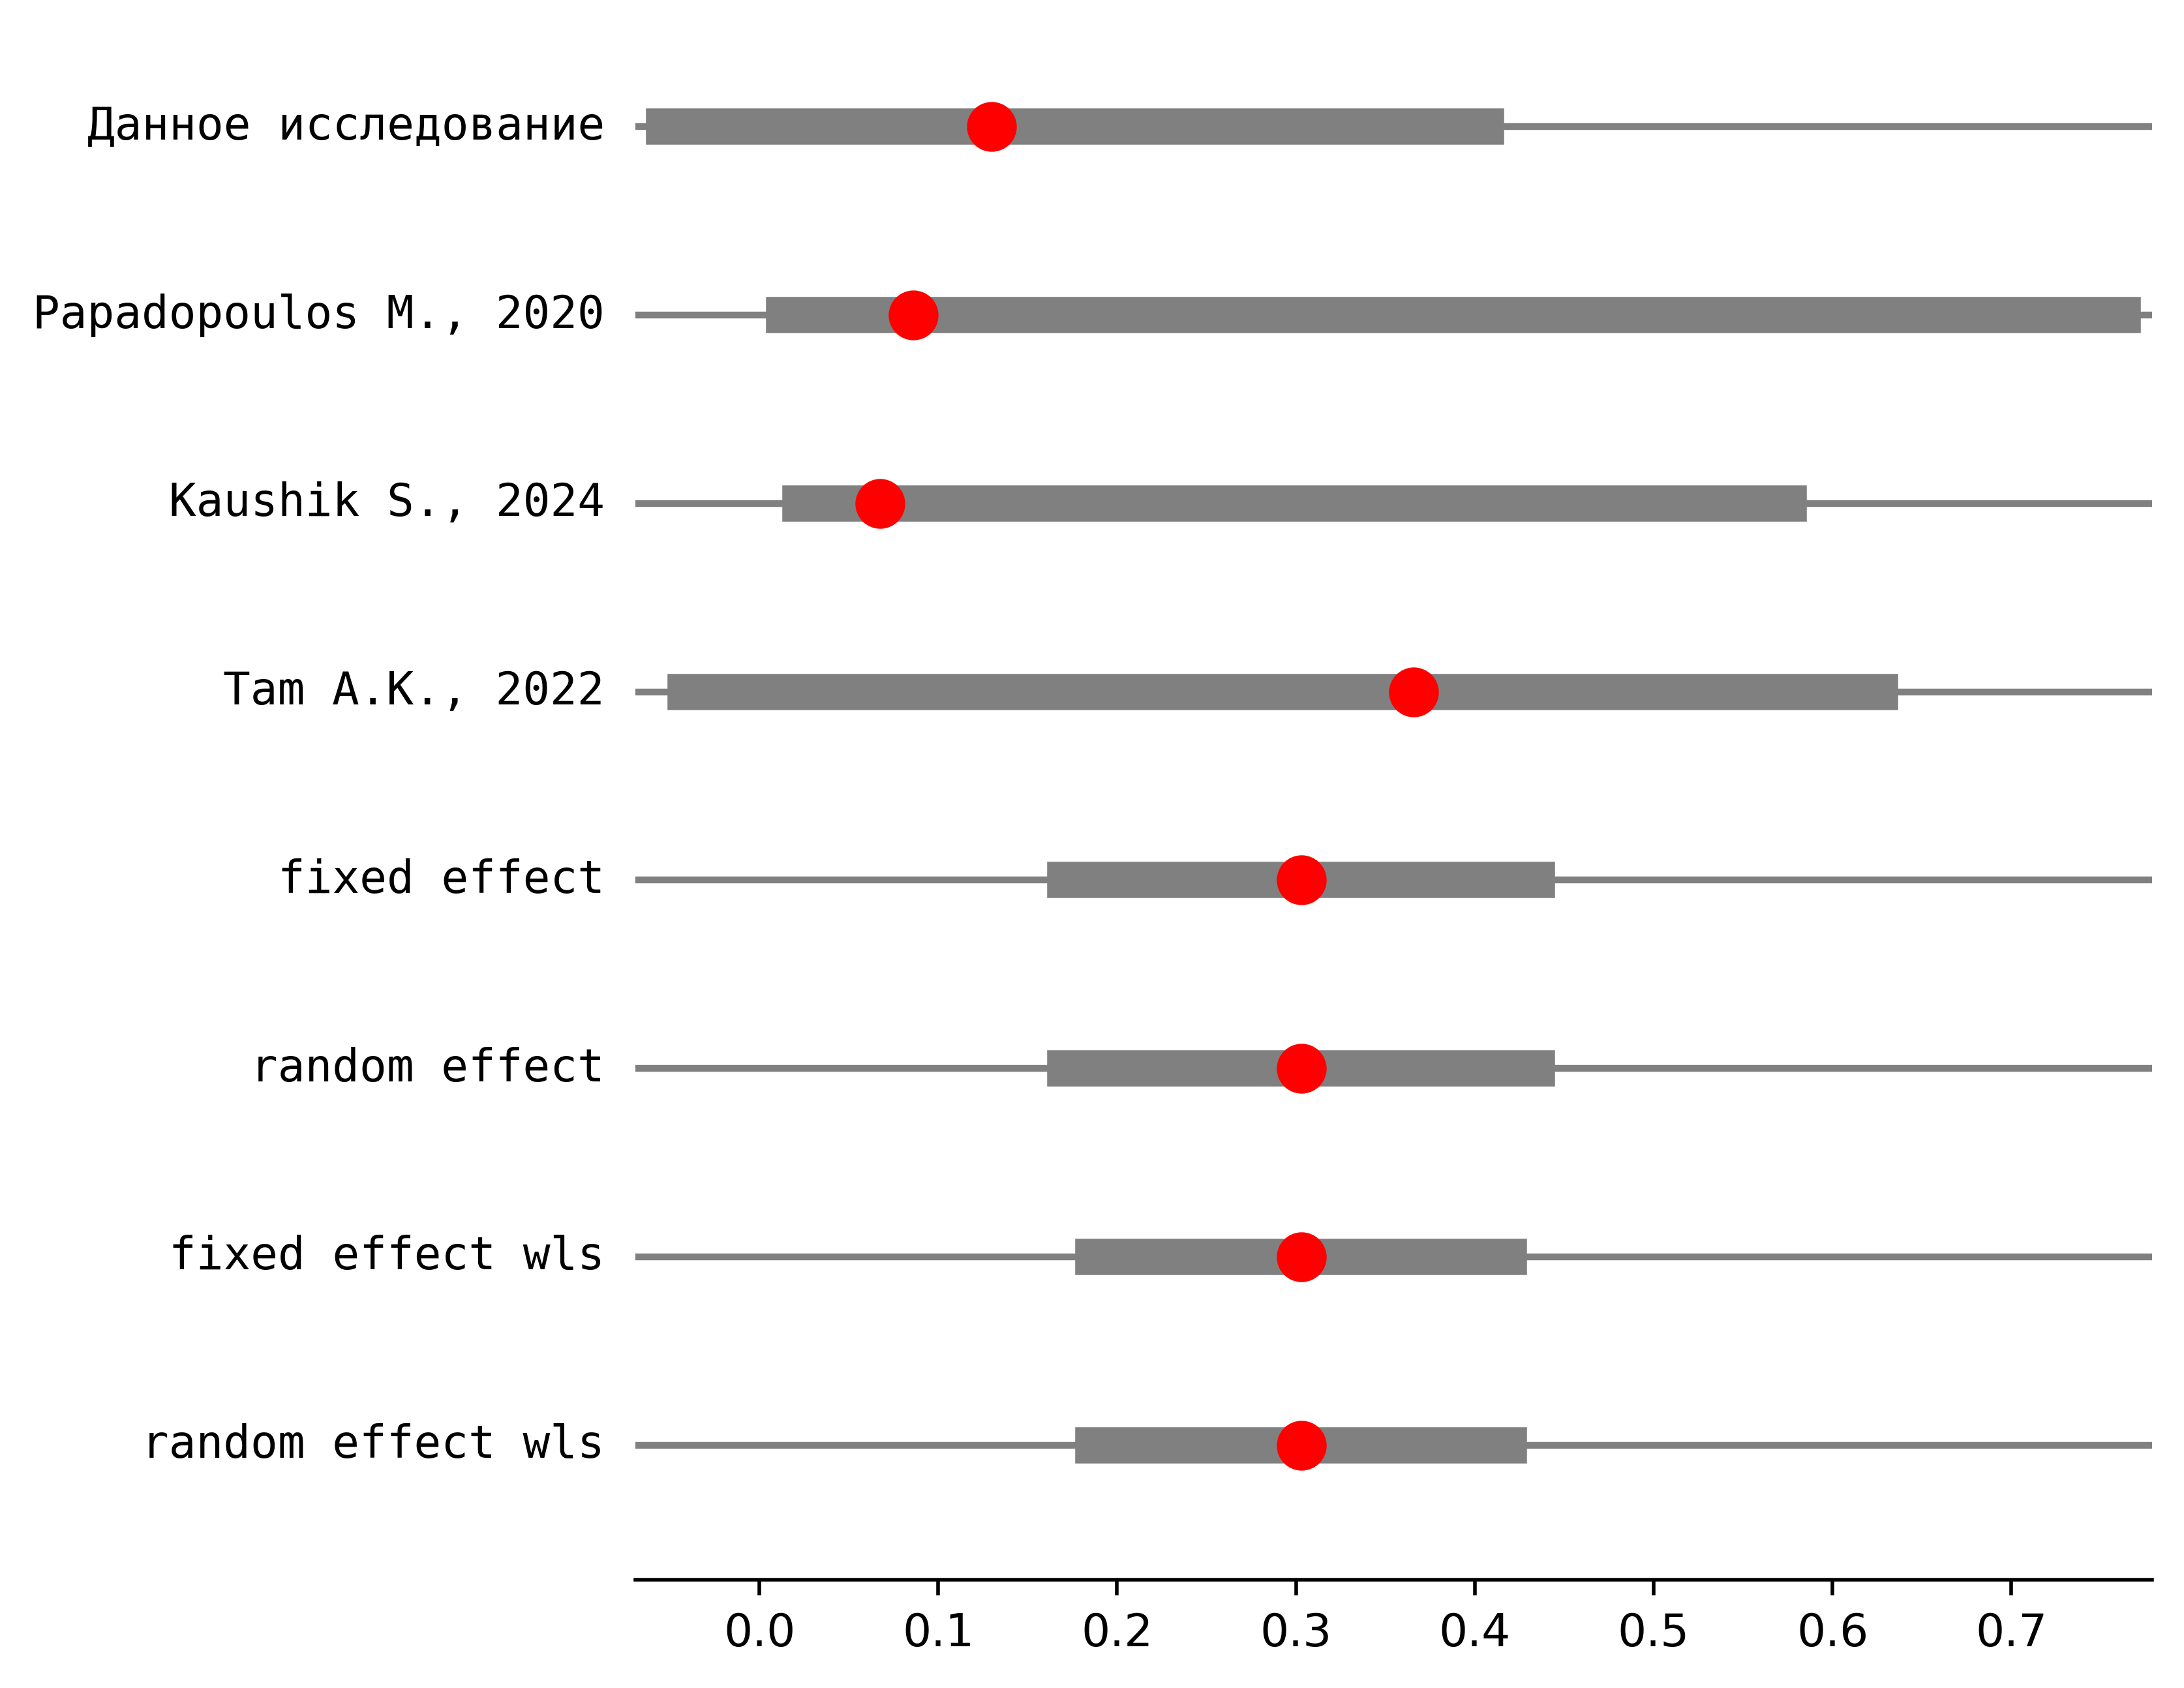 Данное исследование
Papadopoulos M., 2020
Kaushik S., 2024
Tam A.K., 2022
fixed effect
random effect
fixed effect wls
random effect wls
0.0 0.1 0.2 0.3 0.4 0.5 0.6 0.7